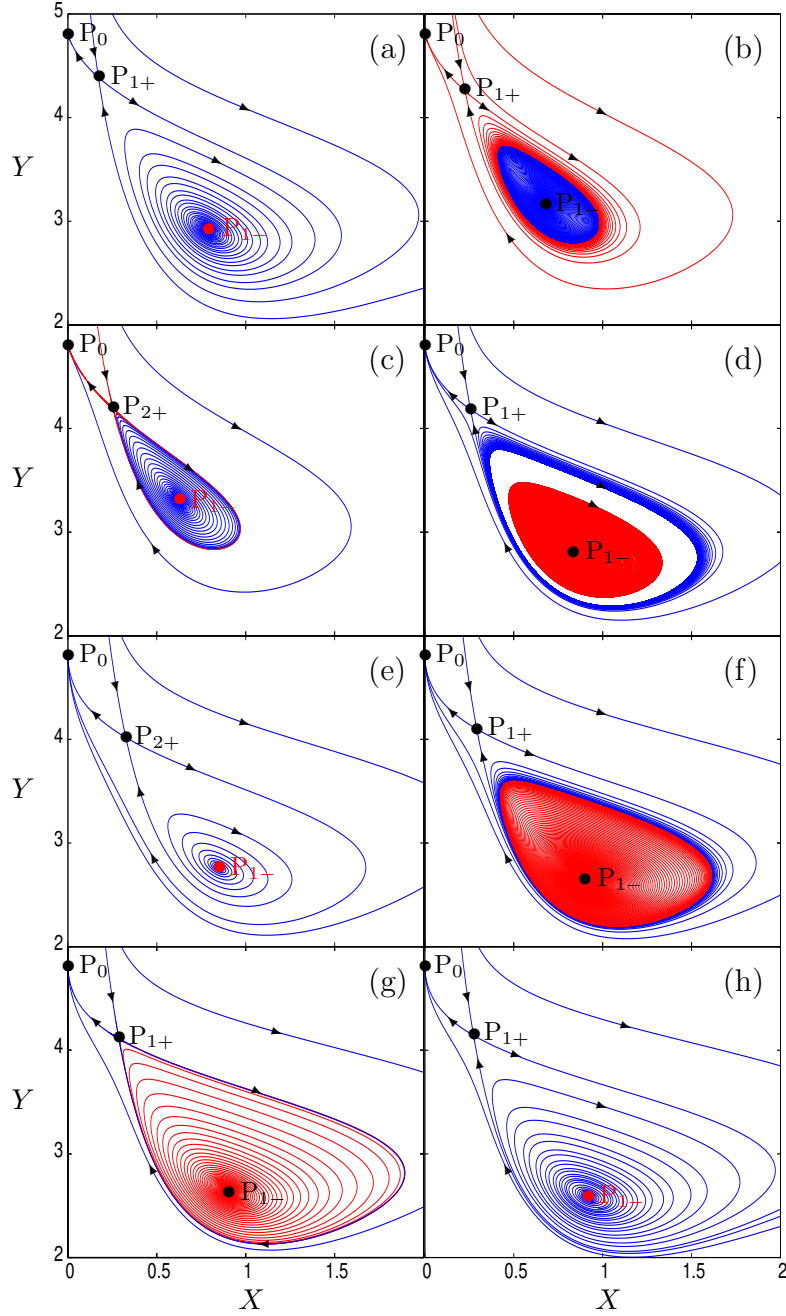 5
P₀
(a)
P₁₊
4
Y
3
P₁₋
2
P₀
(b)
P₁₊
P₁₋
P₀
(c)
P₂₊
4
Y
3
P₁₋
2
P₀
(d)
P₁₊
P₁₋
P₀
(e)
P₂₊
4
Y
3
P₁₋
2
P₀
(f)
P₁₊
P₁₋
P₀
(g)
P₁₊
4
Y
3
P₁₋
2
0 0.5 1 1.5
X
P₀
(h)
P₁₊
P₁₋
0.5 1 1.5 2
X